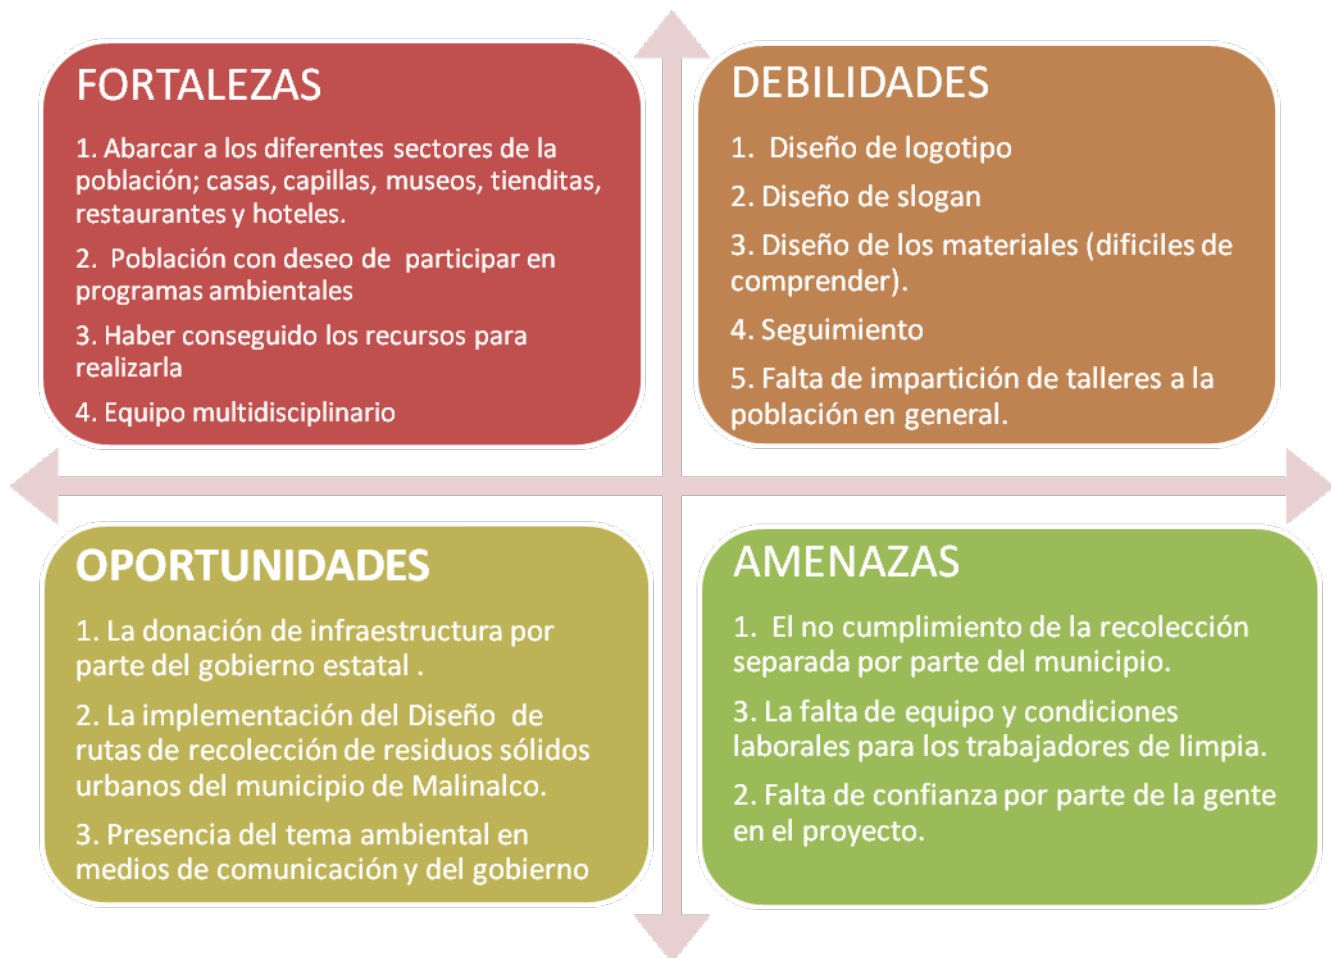 FORTALEZAS
1. Abarcar a los diferentes sectores de la
población; casas, capillas, museos, tienditas,
restaurantes y hoteles.
2. Población con deseo de participar en
programas ambientales
3. Haber conseguido los recursos para
realizarla
4. Equipo multidisciplinario
DEBILIDADES
1. Diseño de logotipo
2. Diseño de slogan
3. Diseño de los materiales (dificiles de
comprender).
4. Seguimiento
5. Falta de impartición de talleres a la
población en general.
OPORTUNIDADES
1. La donación de infraestructura por
parte del gobierno estatal .
2. La implementación del Diseño de
rutas de recolección de residuos sólidos
urbanos del municipio de Malinalco.
3. Presencia del tema ambiental en
medios de comunicación y del gobierno
AMENAZAS
1. El no cumplimiento de la recolección
separada por parte del municipio.
3. La falta de equipo y condiciones
laborales para los trabajadores de limpia.
2. Falta de confianza por parte de la gente
en el proyecto.